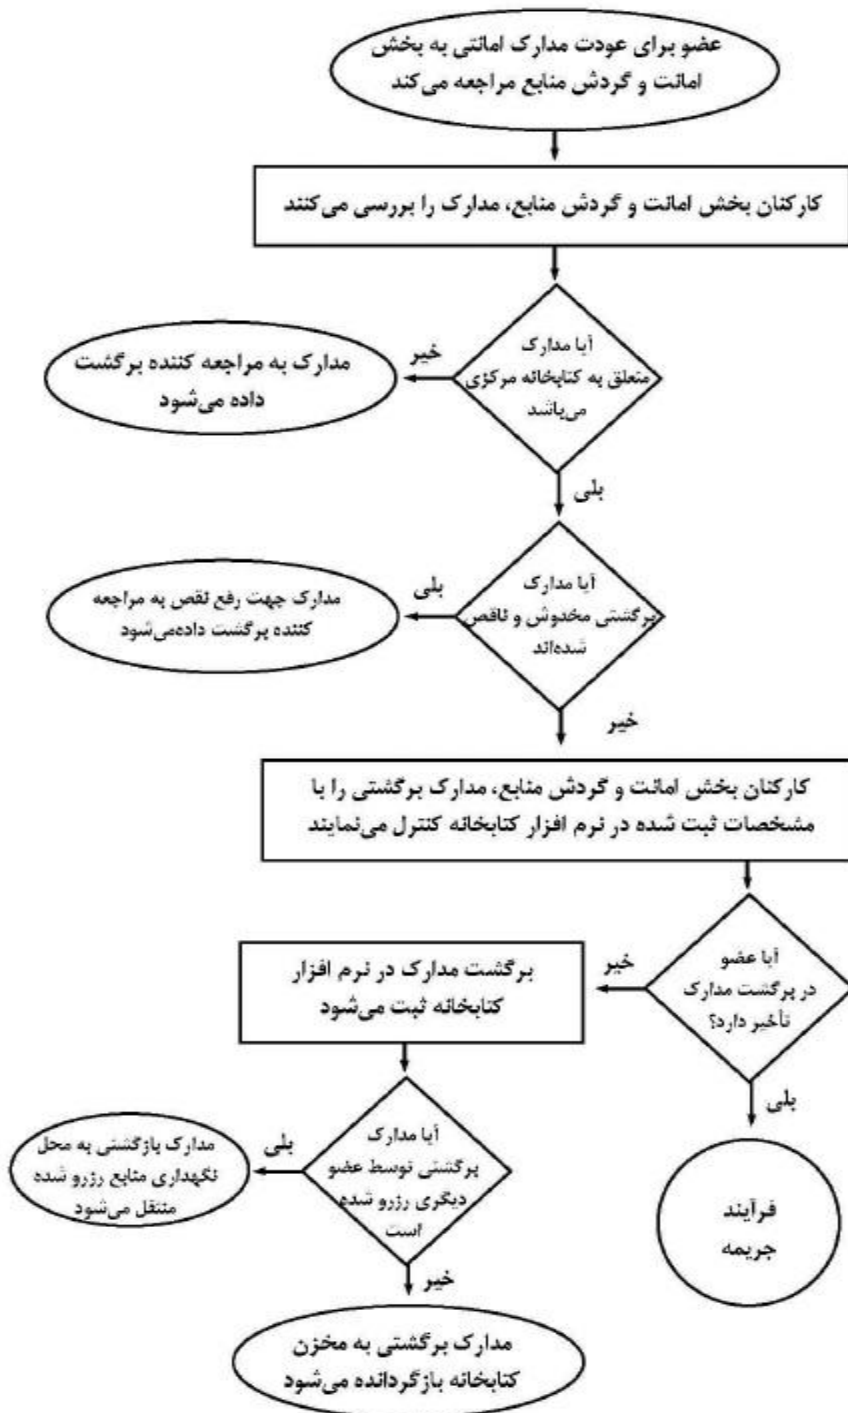 عضو برای عودت مدارک امانتی به بخش
امانت و گردش منابع مراجعه می‌کند
کارکنان بخش امانت و گردش منابع، مدارک را بررسی می‌کنند
آیا مدارک
متعلق به کتابخانه مرکزی
می‌باشد
خیر
مدارک به مراجعه کننده برگشت
داده می‌شود
بلی
آیا مدارک
برگشتی مخدوش و ناقص
شده‌اند
بلی
مدارک جهت رفع نقص به مراجعه
کننده برگشت داده‌می‌شود
خیر
کارکنان بخش امانت و گردش منابع، مدارک برگشتی را با
مشخصات ثبت شده در نرم افزار کتابخانه کنترل می‌نمایند
آیا عضو
در برگشت مدارک
تأخیر دارد؟
خیر
برگشت مدارک در نرم افزار
کتابخانه ثبت می‌شود
بلی
فرآیند
جریمه
آیا مدارک
برگشتی توسط عضو
دیگری رزرو شده
است
بلی
مدارک بازگشتی به محل
نگهداری منابع رزرو شده
منتقل می‌شود
خیر
مدارک برگشتی به مخزن
کتابخانه بازگردانده می‌شود